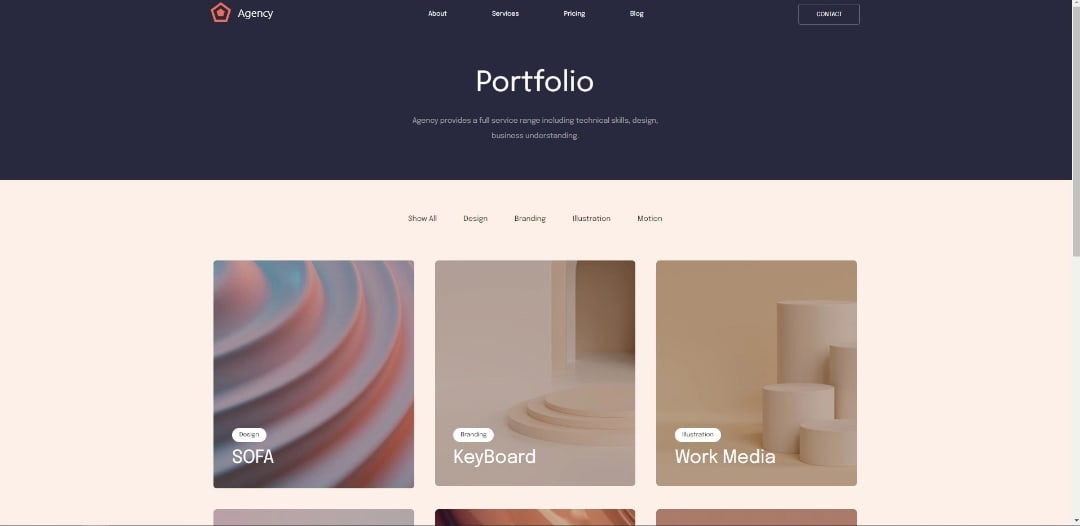 Agency
About
Services
Pricing
Blog
CONTACT
Portfolio
Agency provides a full service range including technical skills, design,
business understanding.
Show All
Design
Branding
Illustration
Motion
Design
SOFA
Branding
KeyBoard
Illustration
Work Media